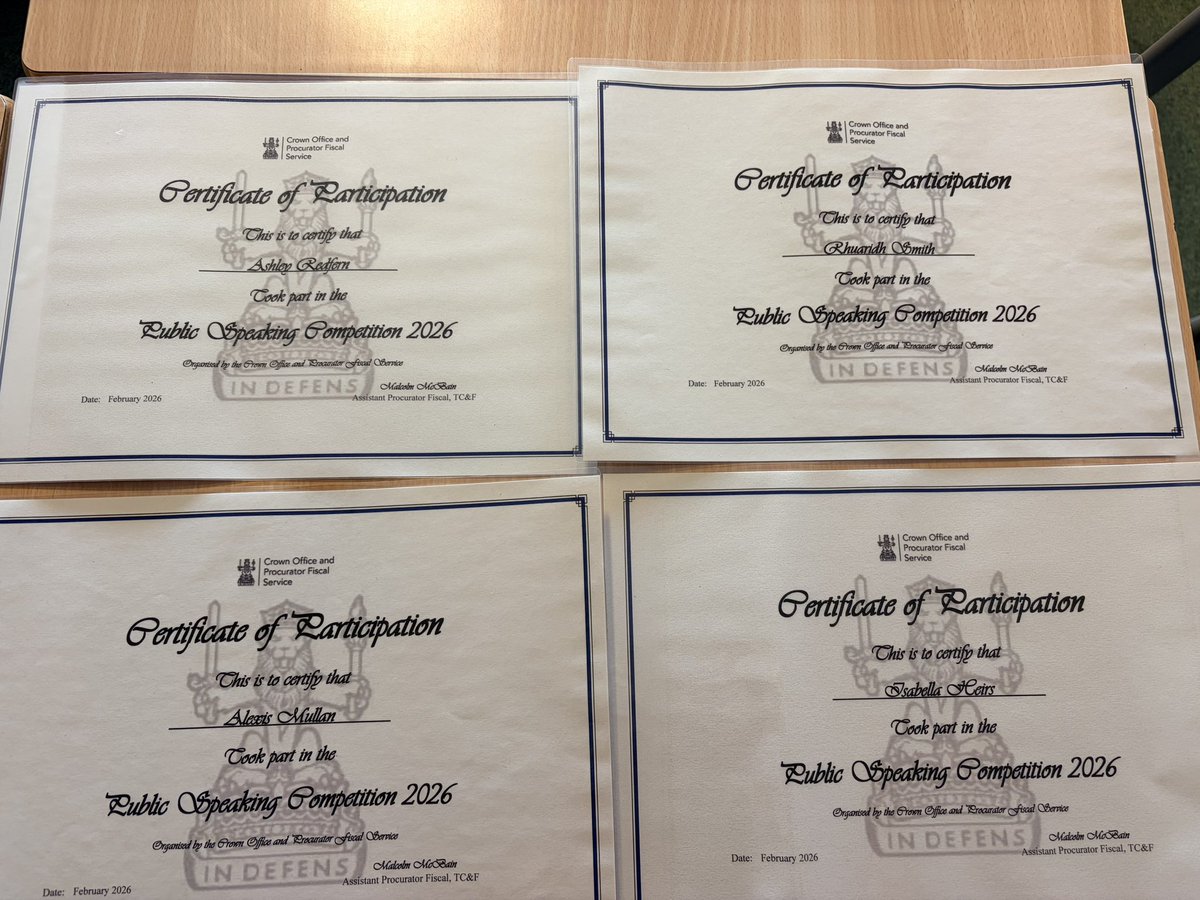 Crown Office and
Procurator Fiscal
Service
Certificate of Participation
This is to certify that
Ashley Redfern
Took part in the
Public Speaking Competition 2026
Organised by the Crown Office and Procurator Fiscal Service
IN DEFENS
Malcolm McBain
Date: February 2026
Assistant Procurator Fiscal, TC&F
Crown Office and
Procurator Fiscal
Service
Certificate of Participation
This is to certify that
Rhuaridh Smith
Took part in the
Public Speaking Competition 2026
Organised by the Crown Office and Procurator Fiscal Service
IN DEFENS
Malcolm McBain
Date: February 2026
Assistant Procurator Fiscal, TC&F
Crown Office and
Procurator Fiscal
Service
Certificate of Participation
This is to certify that
Alexis Mullan
Took part in the
Public Speaking Competition 2026
Organised by the Crown Office and Procurator Fiscal Service
IN DEFENS
Malcolm McBain
Date: February 2026
Assistant Procurator Fiscal, TC&F
Crown Office and
Procurator Fiscal
Service
Certificate of Participation
This is to certify that
Isabella Heirs
Took part in the
Public Speaking Competition 2026
Organised by the Crown Office and Procurator Fiscal Service
IN DEFENS
Malcolm McBain
Date: February 2026
Assistant Procurator Fiscal, TC&F